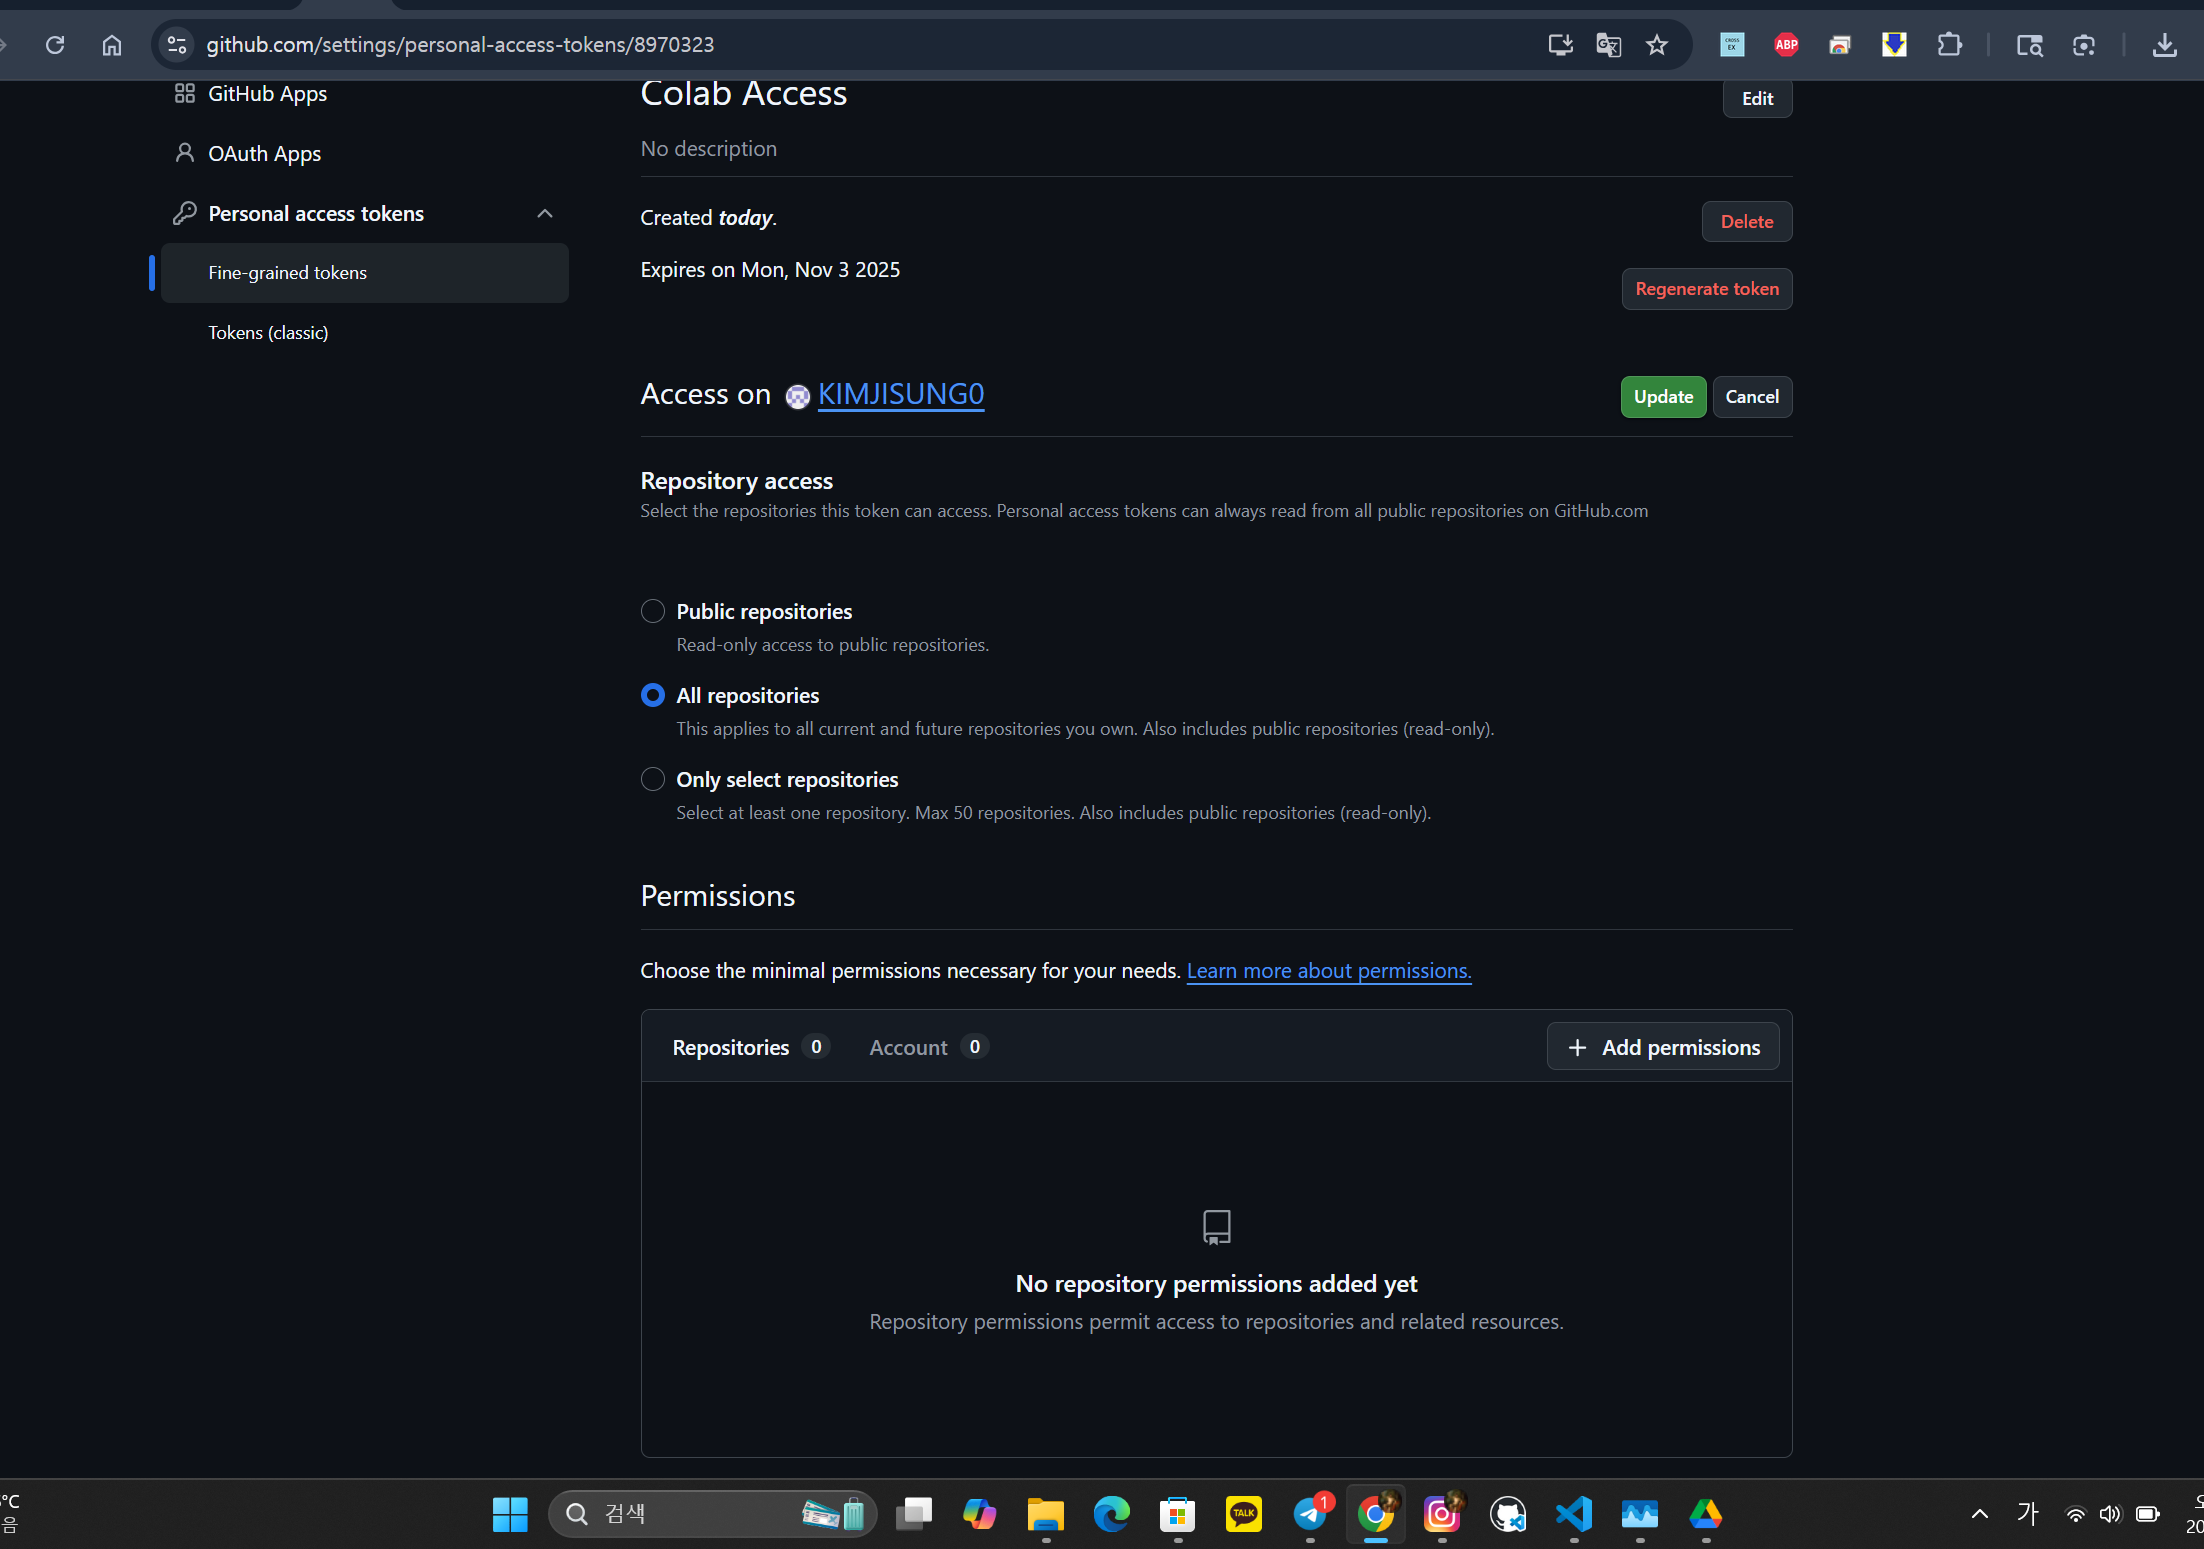 github.com/settings/personal-access-tokens/8970323
CROSS
EX
ABP
GitHub Apps
OAuth Apps
Personal access tokens
Fine-grained tokens
Tokens (classic)
Colab Access
Edit
No description
Created today.
Delete
Expires on Mon, Nov 3 2025
Regenerate token
Access on KIMJISUNG0
Update
Cancel
Repository access
Select the repositories this token can access. Personal access tokens can always read from all public repositories on GitHub.com
Public repositories
Read-only access to public repositories.
All repositories
This applies to all current and future repositories you own. Also includes public repositories (read-only).
Only select repositories
Select at least one repository. Max 50 repositories. Also includes public repositories (read-only).
Permissions
Choose the minimal permissions necessary for your needs. Learn more about permissions.
Repositories 0
Account 0
Add permissions
No repository permissions added yet
Repository permissions permit access to repositories and related resources.
°C
음
검색
TALK
1
가
오
20